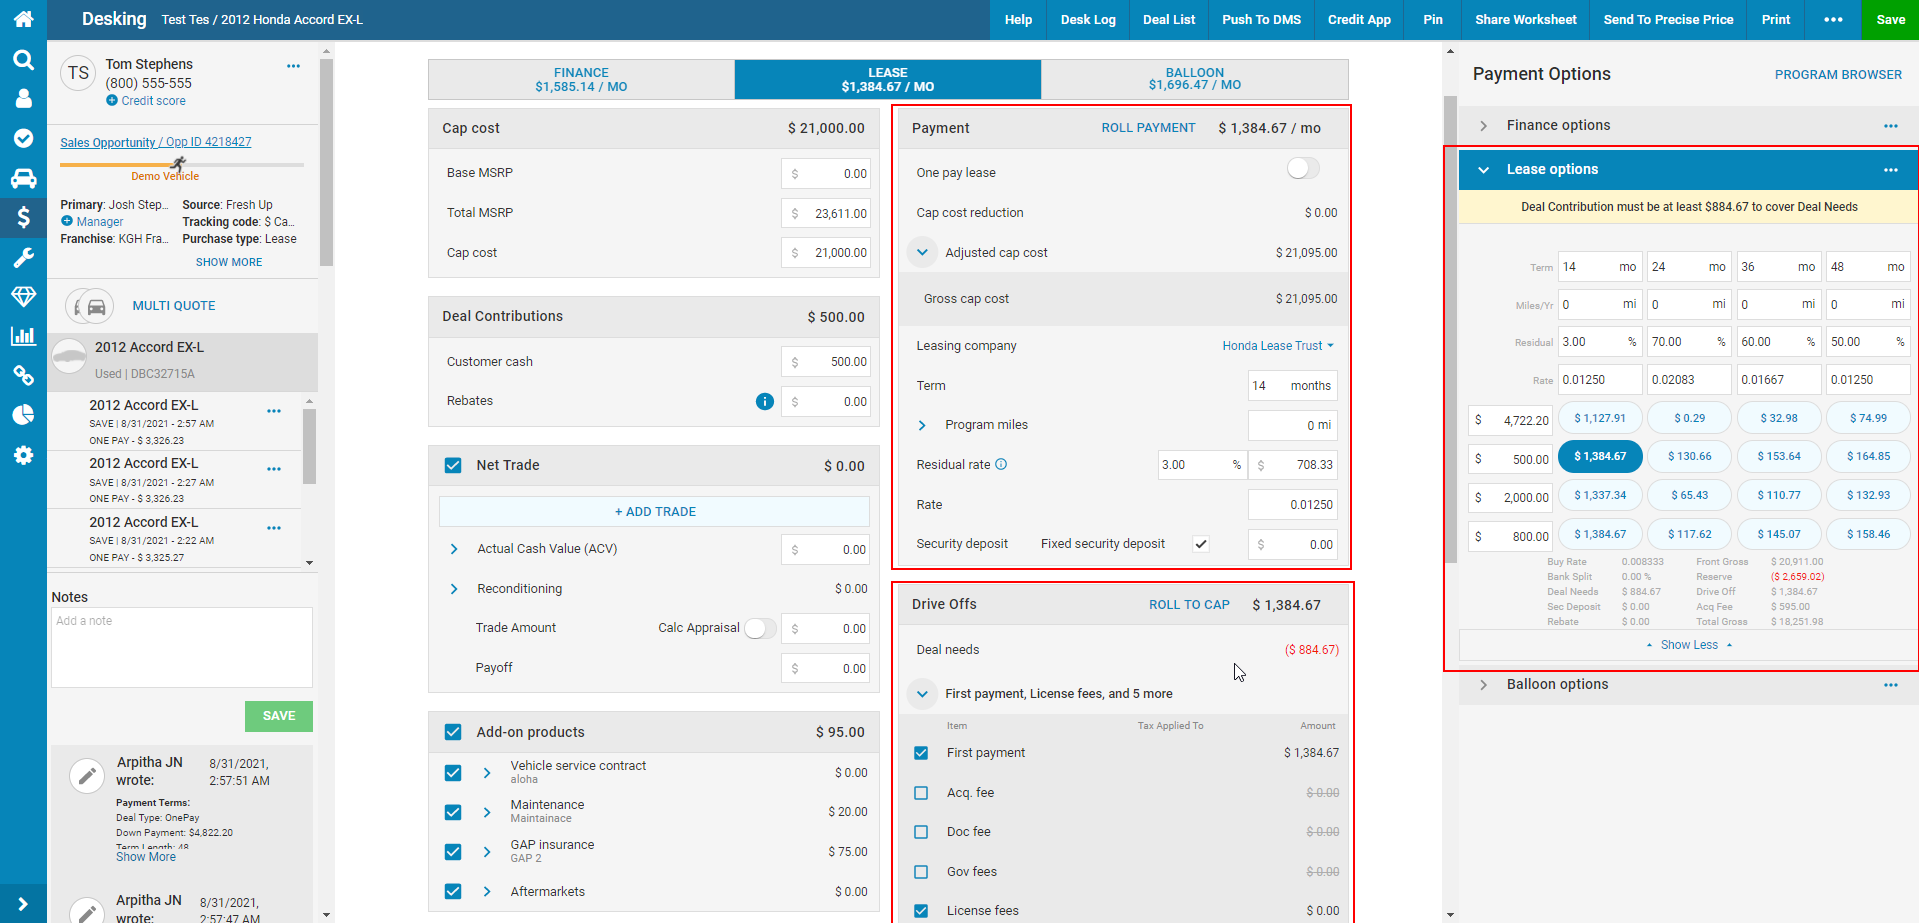 Desking
Test Tes / 2012 Honda Accord EX-L
Help
Desk Log
Deal List
Push To DMS
Credit App
Pin
Share Worksheet
Send To Precise Price
Print
Save
TS
Tom Stephens
(800) 555-555
Credit score
Sales Opportunity / Opp ID 4218427
Demo Vehicle
Primary: Josh Step...
Source: Fresh Up
Manager
Tracking code: $ Ca...
Franchise: KGH Fra...
Purchase type: Lease
SHOW MORE
MULTI QUOTE
2012 Accord EX-L
Used | DBC32715A
2012 Accord EX-L
SAVE | 8/31/2021 - 2:57 AM
ONE PAY - $ 3,326.23
2012 Accord EX-L
SAVE | 8/31/2021 - 2:27 AM
ONE PAY - $ 3,326.23
2012 Accord EX-L
SAVE | 8/31/2021 - 2:22 AM
ONE PAY - $ 3,325.27
Notes
Add a note
SAVE
Arpitha JN wrote:
8/31/2021, 2:57:51 AM
Payment Terms:
Deal Type: OnePay
Down Payment: $4,822.20
Term Length: 48
Show More
Arpitha JN wrote:
8/31/2021, 2:57:47 AM
FINANCE
$1,585.14 / MO
LEASE
$1,384.67 / MO
BALLOON
$1,696.47 / MO
Cap cost $ 21,000.00
Base MSRP $ 0.00
Total MSRP $ 23,611.00
Cap cost $ 21,000.00
Deal Contributions $ 500.00
Customer cash $ 500.00
Rebates $ 0.00
Net Trade $ 0.00
+ ADD TRADE
Actual Cash Value (ACV) $ 0.00
Reconditioning $ 0.00
Trade Amount Calc Appraisal $ 0.00
Payoff $ 0.00
Add-on products $ 95.00
Vehicle service contract $ 0.00
aloha
Maintenance $ 20.00
Maintainace
GAP insurance $ 75.00
GAP 2
Aftermarkets $ 0.00
Payment ROLL PAYMENT $ 1,384.67 / mo
One pay lease
Cap cost reduction $ 0.00
Adjusted cap cost $ 21,095.00
Gross cap cost $ 21,095.00
Leasing company Honda Lease Trust
Term 14 months
Program miles 0 mi
Residual rate 3.00 % $ 708.33
Rate 0.01250
Security deposit Fixed security deposit $ 0.00
Drive Offs ROLL TO CAP $ 1,384.67
Deal needs ($ 884.67)
First payment, License fees, and 5 more
Item Tax Applied To Amount
First payment $ 1,384.67
Acq. fee $ 0.00
Doc fee $ 0.00
Gov fees $ 0.00
License fees $ 0.00
Payment Options PROGRAM BROWSER
Finance options
Lease options
Deal Contribution must be at least $884.67 to cover Deal Needs
Term 14 mo 24 mo 36 mo 48 mo
Miles/Yr 0 mi 0 mi 0 mi 0 mi
Residual 3.00 % 70.00 % 60.00 % 50.00 %
Rate 0.01250 0.02083 0.01667 0.01250
$ 4,722.20 $ 1,127.91 $ 0.29 $ 32.98 $ 74.99
$ 500.00 $ 1,384.67 $ 130.66 $ 153.64 $ 164.85
$ 2,000.00 $ 1,337.34 $ 65.43 $ 110.77 $ 132.93
$ 800.00 $ 1,384.67 $ 117.62 $ 145.07 $ 158.46
Buy Rate 0.008333 Front Gross $ 20,911.00
Bank Split 0.00 % Reserve ($ 2,659.02)
Deal Needs $ 884.67 Drive Off $ 1,384.67
Sec Deposit $ 0.00 Acq Fee $ 595.00
Rebate $ 0.00 Total Gross $ 18,251.98
Show Less
Balloon options